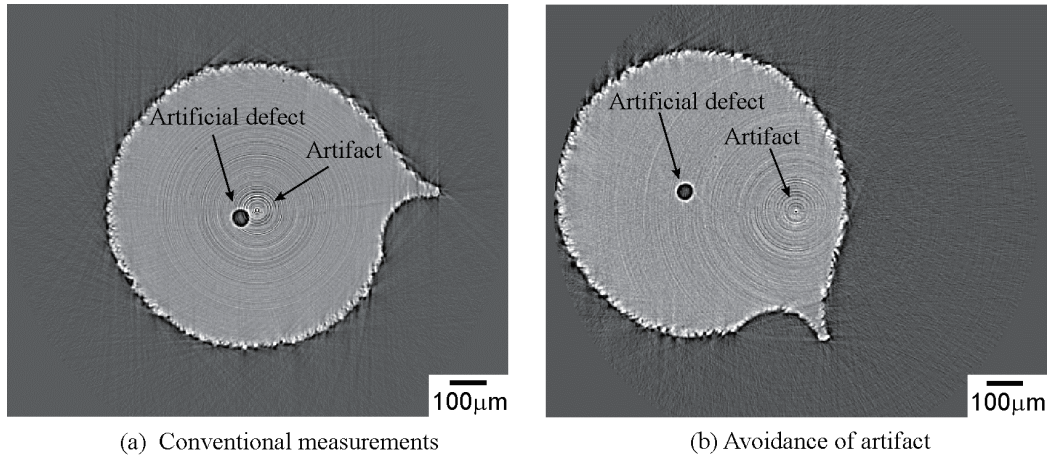 Artificial defect
Artifact
100μm
(a) Conventional measurements
Artificial defect
Artifact
100μm
(b) Avoidance of artifact